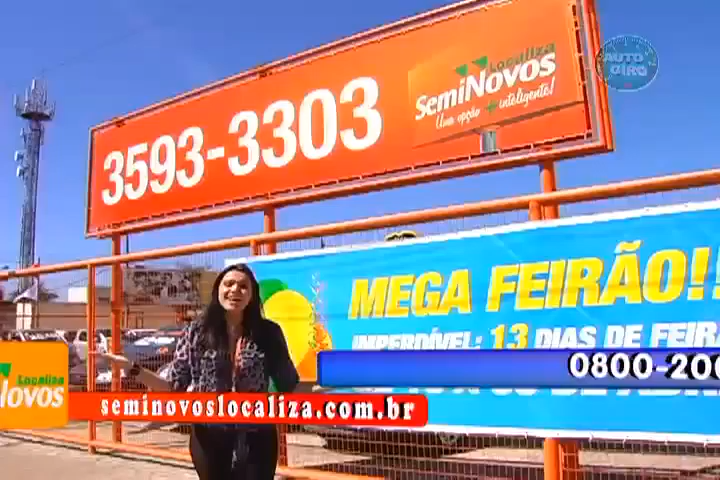 AUTO
GIRO
Localiza
SemiNovos
Uma opção + inteligente!
3593-3303
MEGA FEIRÃO!
IMPERDÍVEL: 13 DIAS DE FEIR
0800-200
Localiza
Novos
seminovoslocaliza.com.br